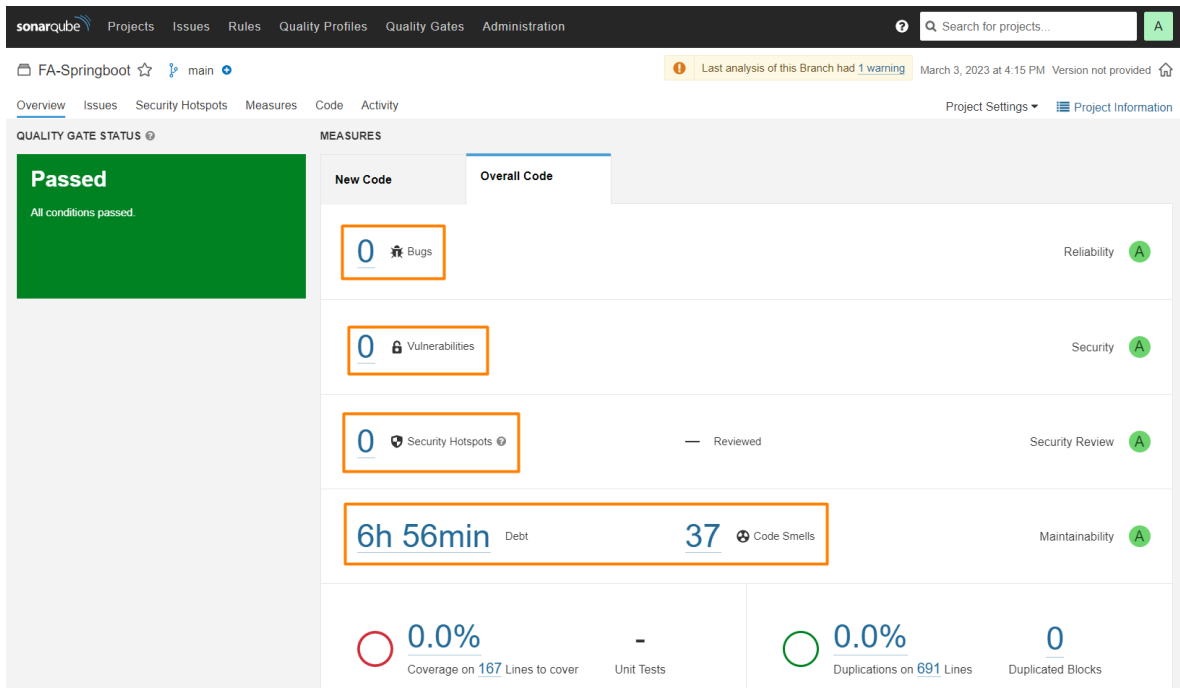 sonarqube Projects Issues Rules Quality Profiles Quality Gates Administration ? Search for projects... A
FA-Springboot main Last analysis of this Branch had 1 warning March 3, 2023 at 4:15 PM Version not provided
Overview Issues Security Hotspots Measures Code Activity Project Settings Project Information
QUALITY GATE STATUS ? MEASURES
Passed
All conditions passed.
New Code Overall Code
0 Bugs Reliability A
0 Vulnerabilities Security A
0 Security Hotspots ? — Reviewed Security Review A
6h 56min Debt 37 Code Smells Maintainability A
0.0% - 0.0% 0
Coverage on 167 Lines to cover Unit Tests Duplications on 691 Lines Duplicated Blocks